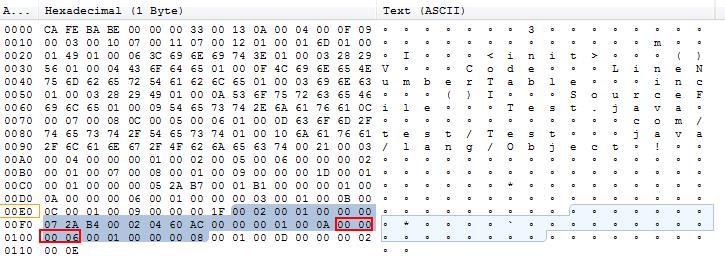 A... Hexadecimal (1 Byte) Text (ASCII)
0000 CA FE BA BE 00 00 00 33 00 13 0A 00 04 00 0F 09 ° ° ° ° ° ° ° 3 ° ° ° ° ° ° ° °
0010 00 03 00 10 07 00 11 07 00 12 01 00 01 6D 01 00 ° ° ° ° ° ° ° ° ° ° ° ° ° m ° °
0020 01 49 01 00 06 3C 69 6E 69 74 3E 01 00 03 28 29 ° I ° ° ° < i n i t > ° ° ° ( )
0030 56 01 00 04 43 6F 64 65 01 00 0F 4C 69 6E 65 4E V ° ° ° C o d e ° ° ° L i n e N
0040 75 6D 62 65 72 54 61 62 6C 65 01 00 03 69 6E 63 u m b e r T a b l e ° ° ° i n c
0050 01 00 03 28 29 49 01 00 0A 53 6F 75 72 63 65 46 ° ° ° ( ) I ° ° ° S o u r c e F
0060 69 6C 65 01 00 09 54 65 73 74 2E 6A 61 76 61 0C i l e ° ° ° T e s t . j a v a °
0070 00 07 00 08 0C 00 05 00 06 01 00 0D 63 6F 6D 2F ° ° ° ° ° ° ° ° ° ° ° ° c o m /
0080 74 65 73 74 2F 54 65 73 74 01 00 10 6A 61 76 61 t e s t / T e s t ° ° ° j a v a
0090 2F 6C 61 6E 67 2F 4F 62 6A 65 63 74 00 21 00 03 / l a n g / O b j e c t ° ! ° °
00A0 00 04 00 00 00 01 00 02 00 05 00 06 00 00 00 02 ° ° ° ° ° ° ° ° ° ° ° ° ° ° ° °
00B0 00 01 00 07 00 08 00 01 00 09 00 00 00 1D 00 01 ° ° ° ° ° ° ° ° ° ° ° ° ° ° ° °
00C0 00 01 00 00 00 05 2A B7 00 01 B1 00 00 00 01 00 ° ° ° ° ° ° * ° ° ° ° ° ° ° ° °
00D0 0A 00 00 00 06 00 01 00 00 00 03 00 01 00 0B 00 ° ° ° ° ° ° ° ° ° ° ° ° ° ° ° °
00E0 0C 00 01 00 09 00 00 00 1F 00 02 00 01 00 00 00 ° ° ° ° ° ° ° ° ° ° ° ° ° ° ° °
00F0 07 2A B4 00 02 04 60 AC 00 00 00 01 00 0A 00 00 ° * ° ° ° ° ` ° ° ° ° ° ° ° ° °
0100 00 06 00 01 00 00 00 08 00 01 00 0D 00 00 00 02 ° ° ° ° ° ° ° ° ° ° ° ° ° ° ° °
0110 00 0E ° °